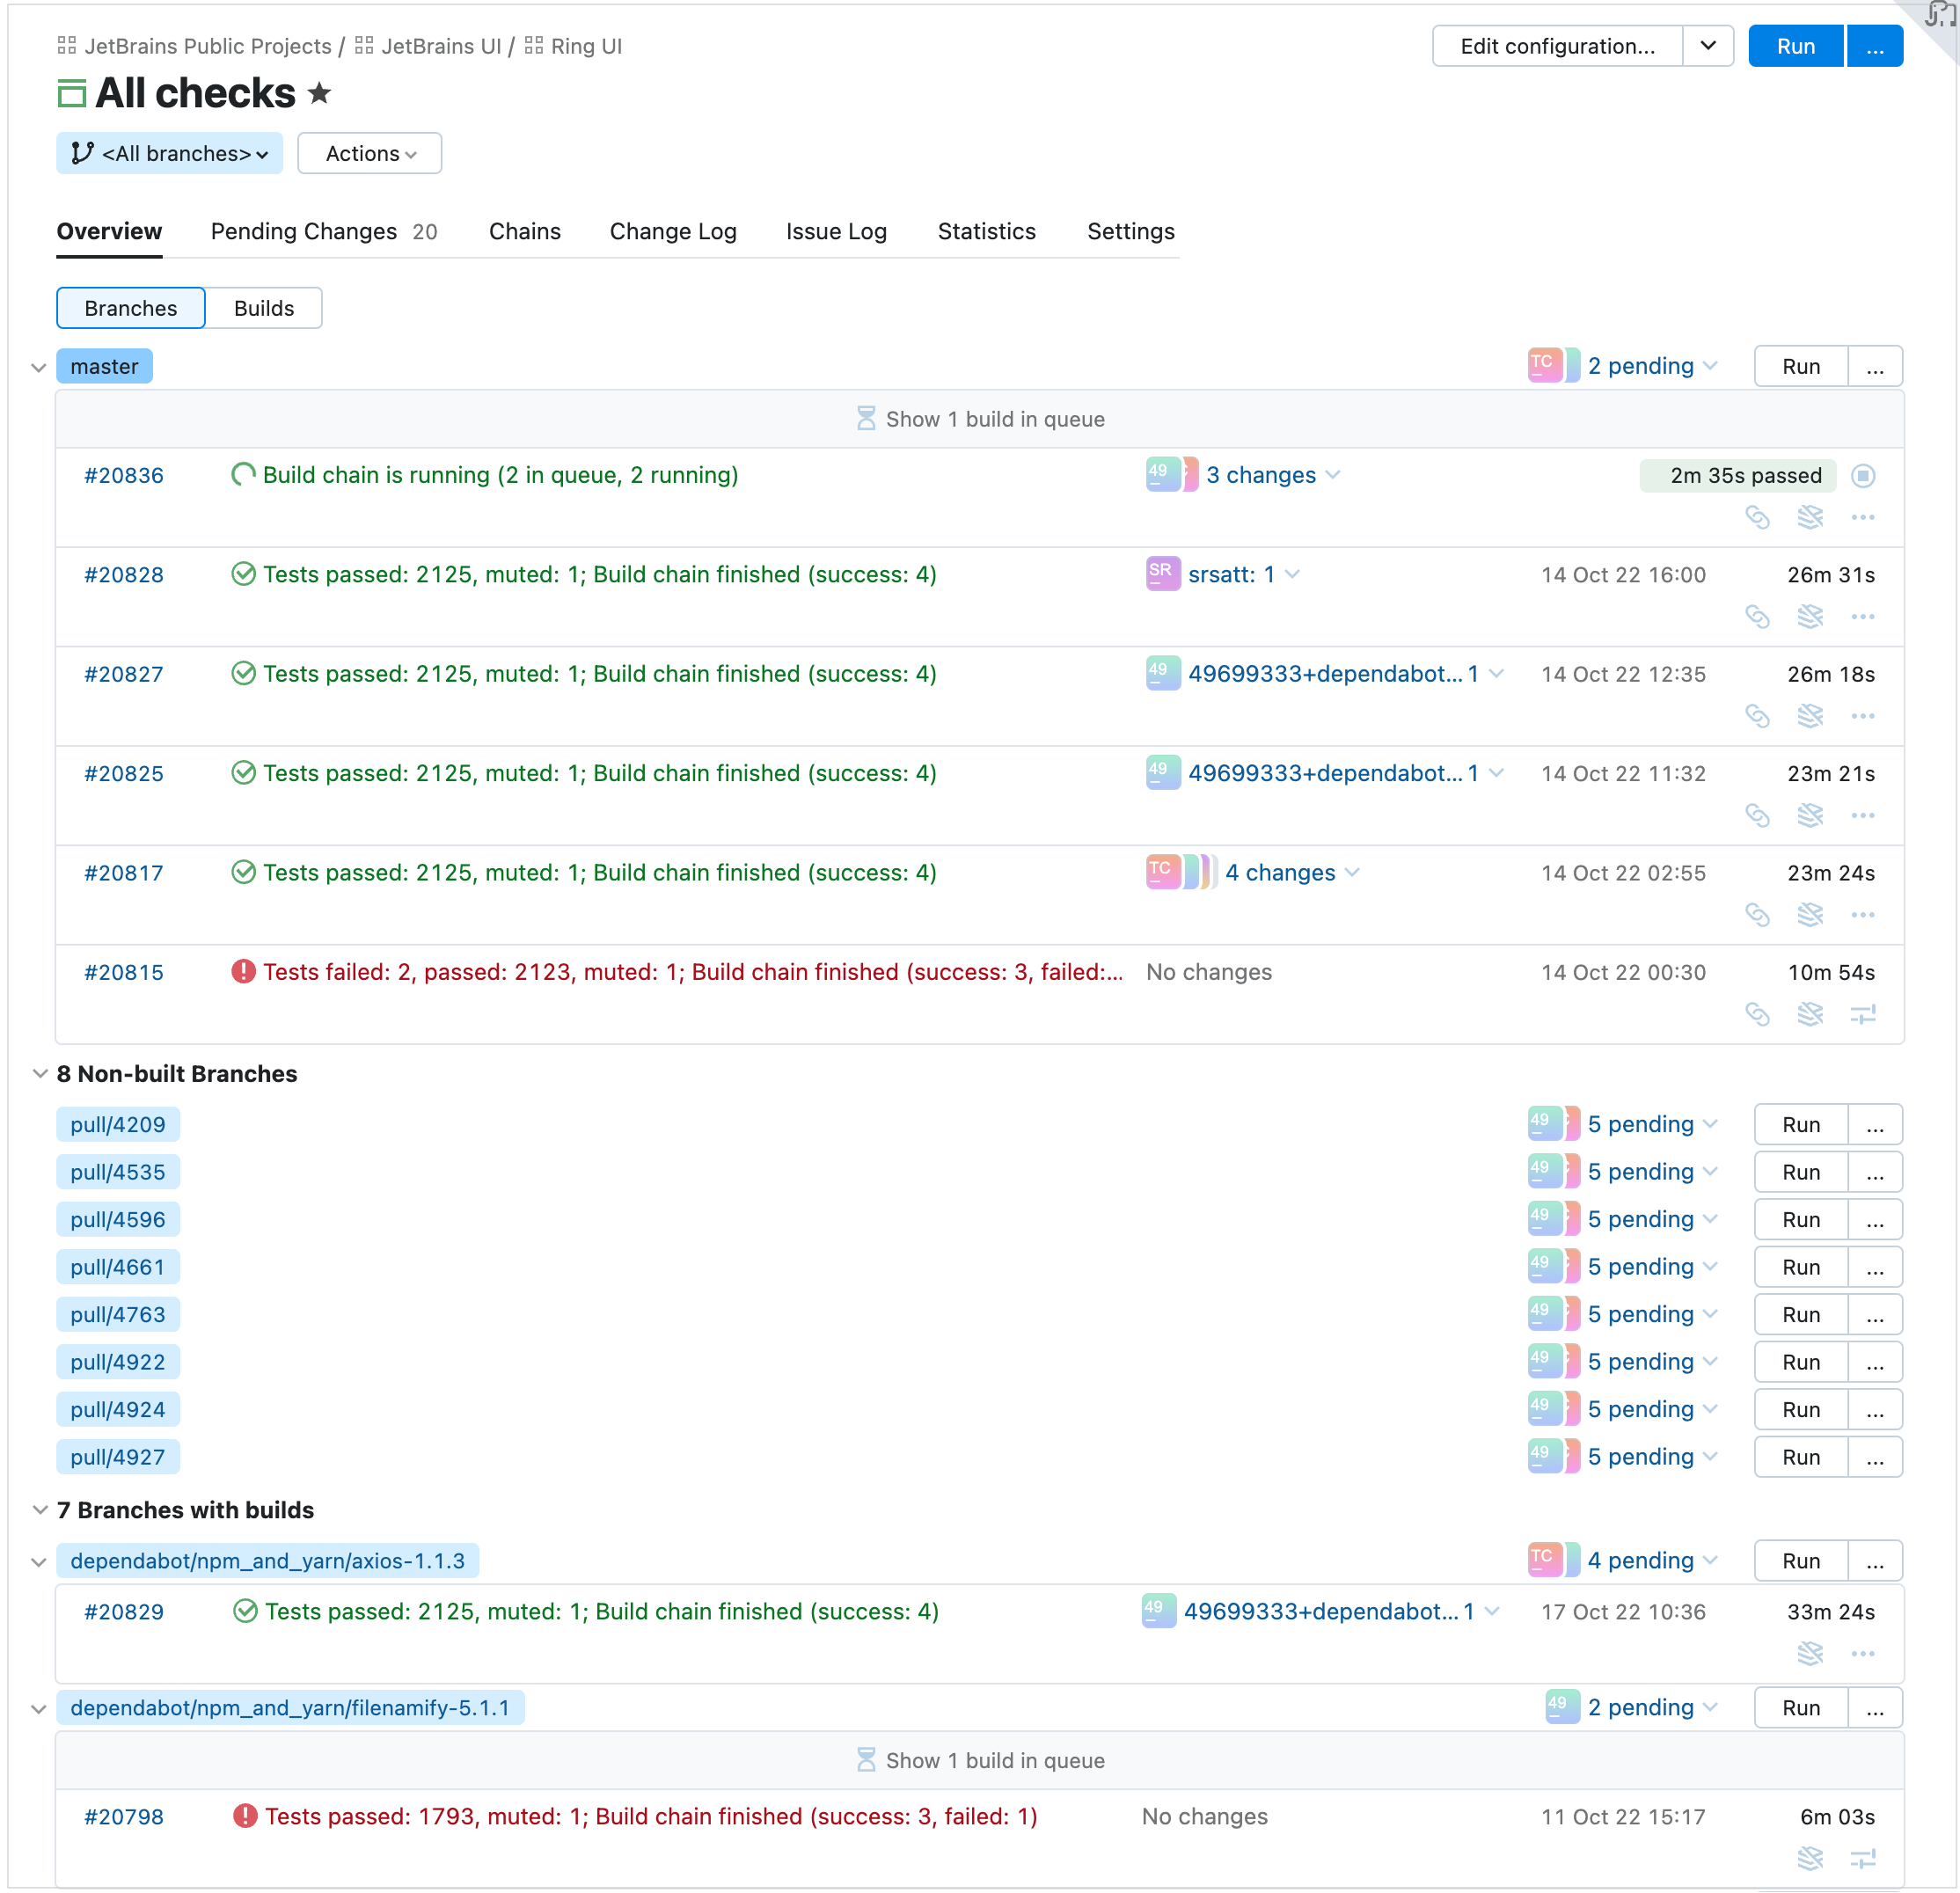 JetBrains Public Projects / JetBrains UI / Ring UI
Edit configuration...
Run ...
All checks
<All branches> Actions
Overview Pending Changes 20 Chains Change Log Issue Log Statistics Settings
Branches Builds
master TC 2 pending Run ...
Show 1 build in queue
#20836 Build chain is running (2 in queue, 2 running) 49 3 changes 2m 35s passed
#20828 Tests passed: 2125, muted: 1; Build chain finished (success: 4) SR srsatt: 1 14 Oct 22 16:00 26m 31s
#20827 Tests passed: 2125, muted: 1; Build chain finished (success: 4) 49 49699333+dependabot... 1 14 Oct 22 12:35 26m 18s
#20825 Tests passed: 2125, muted: 1; Build chain finished (success: 4) 49 49699333+dependabot... 1 14 Oct 22 11:32 23m 21s
#20817 Tests passed: 2125, muted: 1; Build chain finished (success: 4) TC 4 changes 14 Oct 22 02:55 23m 24s
#20815 Tests failed: 2, passed: 2123, muted: 1; Build chain finished (success: 3, failed:... No changes 14 Oct 22 00:30 10m 54s
8 Non-built Branches
pull/4209 49 5 pending Run ...
pull/4535 49 5 pending Run ...
pull/4596 49 5 pending Run ...
pull/4661 49 5 pending Run ...
pull/4763 49 5 pending Run ...
pull/4922 49 5 pending Run ...
pull/4924 49 5 pending Run ...
pull/4927 49 5 pending Run ...
7 Branches with builds
dependabot/npm_and_yarn/axios-1.1.3 TC 4 pending Run ...
#20829 Tests passed: 2125, muted: 1; Build chain finished (success: 4) 49 49699333+dependabot... 1 17 Oct 22 10:36 33m 24s
dependabot/npm_and_yarn/filenamify-5.1.1 49 2 pending Run ...
Show 1 build in queue
#20798 Tests passed: 1793, muted: 1; Build chain finished (success: 3, failed: 1) No changes 11 Oct 22 15:17 6m 03s